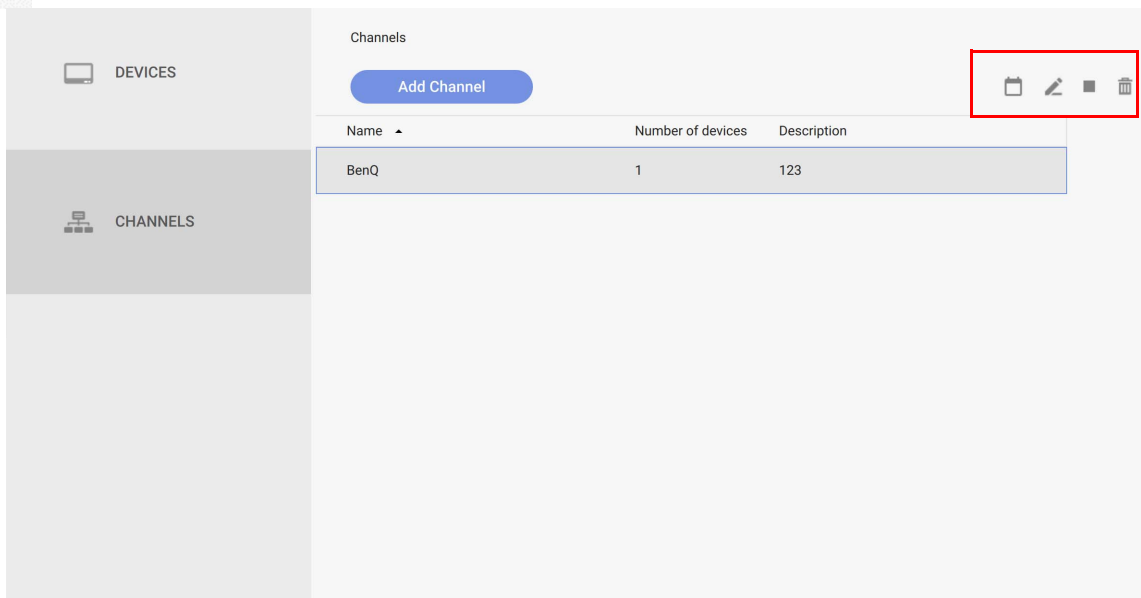 DEVICES
CHANNELS
Channels
Add Channel
Name Number of devices Description
BenQ 1 123